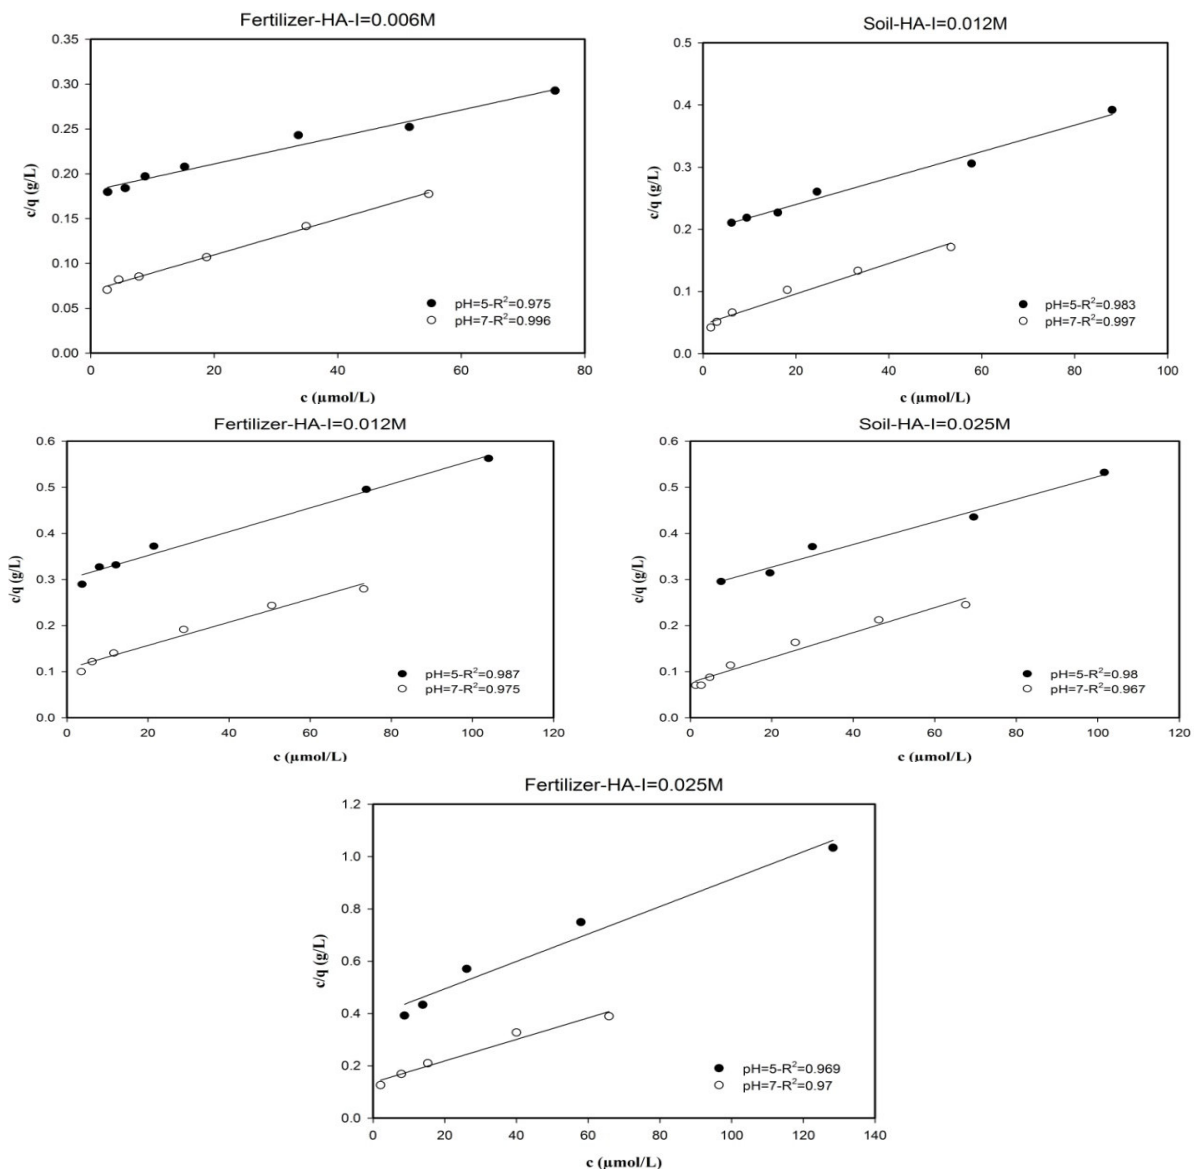 Fertilizer-HA-I=0.006M
0.35
0.30
0.25
0.20
0.15
0.10
0.05
0.00
c/q (g/L)
pH=5-R²=0.975
pH=7-R²=0.996
0 20 40 60 80
c (µmol/L)
Soil-HA-I=0.012M
0.5
0.4
0.3
0.2
0.1
0.0
c/q (g/L)
pH=5-R²=0.983
pH=7-R²=0.997
0 20 40 60 80 100
c (µmol/L)
Fertilizer-HA-I=0.012M
0.6
0.5
0.4
0.3
0.2
0.1
0.0
c/q (g/L)
pH=5-R²=0.987
pH=7-R²=0.975
0 20 40 60 80 100 120
c (µmol/L)
Soil-HA-I=0.025M
0.6
0.5
0.4
0.3
0.2
0.1
0.0
c/q (g/L)
pH=5-R²=0.98
pH=7-R²=0.967
0 20 40 60 80 100 120
c (µmol/L)
Fertilizer-HA-I=0.025M
1.2
1.0
0.8
0.6
0.4
0.2
0.0
c/q (g/L)
pH=5-R²=0.969
pH=7-R²=0.97
0 20 40 60 80 100 120 140
c (µmol/L)